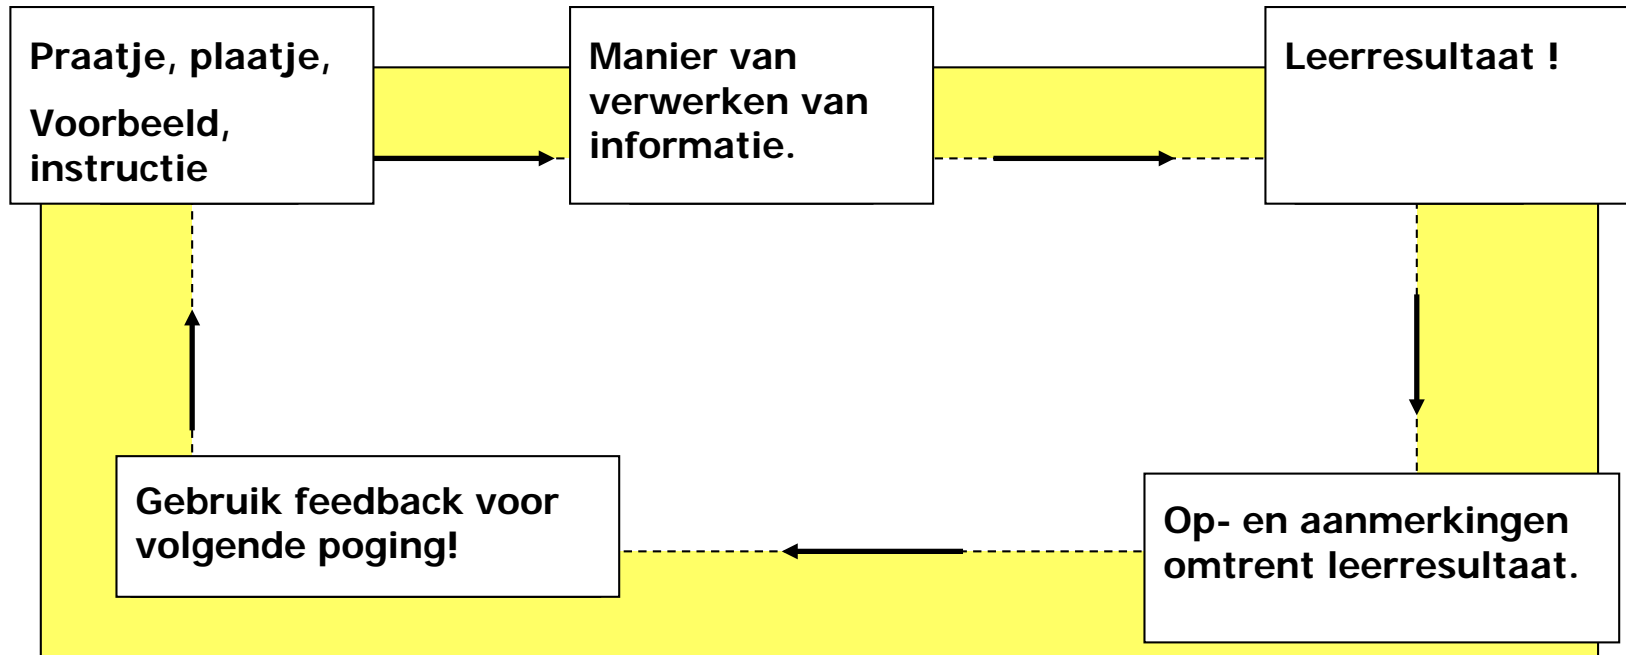 Praatje, plaatje,
Voorbeeld,
instructie
Manier van
verwerken van
informatie.
Leerresultaat !
Op- en aanmerkingen
omtrent leerresultaat.
Gebruik feedback voor
volgende poging!